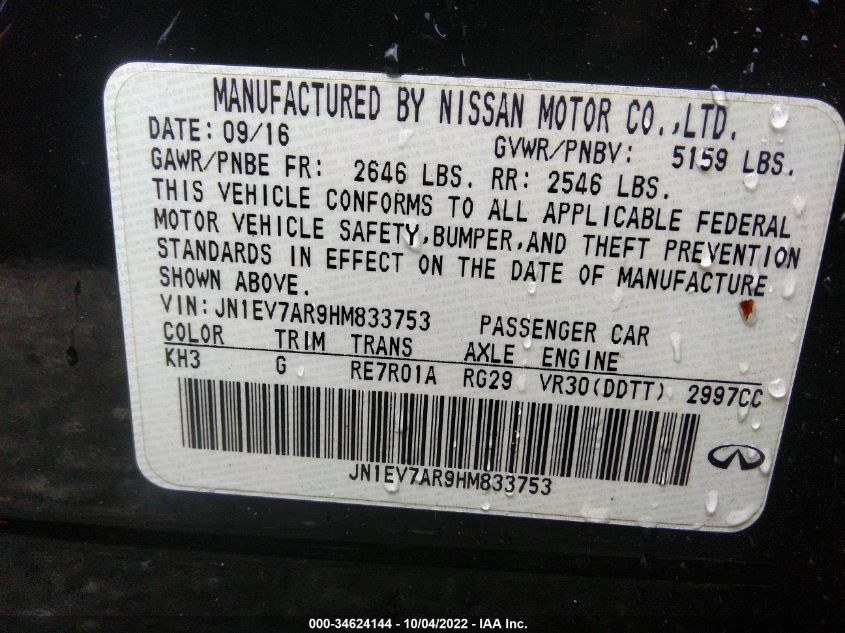 MANUFACTURED BY NISSAN MOTOR CO.,LTD.
DATE: 09/16 GVWR/PNBV: 5159 LBS.
GAWR/PNBE FR: 2646 LBS. RR: 2546 LBS.
THIS VEHICLE CONFORMS TO ALL APPLICABLE FEDERAL
MOTOR VEHICLE SAFETY,BUMPER,AND THEFT PREVENTION
STANDARDS IN EFFECT ON THE DATE OF MANUFACTURE
SHOWN ABOVE.
VIN:JN1EV7AR9HM833753 PASSENGER CAR
COLOR TRIM TRANS AXLE ENGINE
KH3 G RE7R01A RG29 VR30(DDTT) 2997CC
JN1EV7AR9HM833753
000-34624144 - 10/04/2022 - IAA Inc.